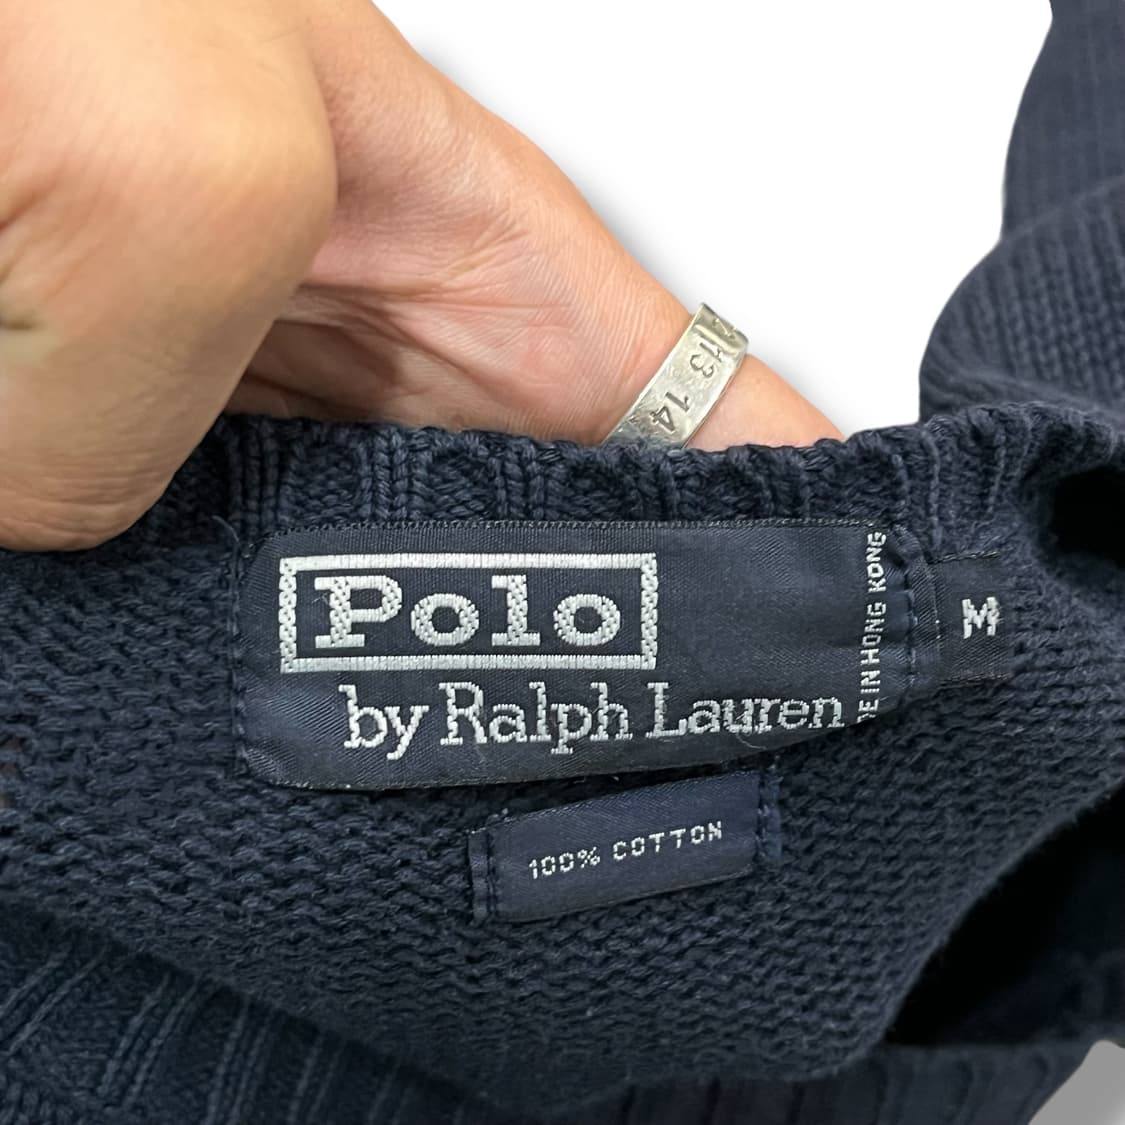 13 14
Polo
by Ralph Lauren
IN HONG KONG
M
100% COTTON